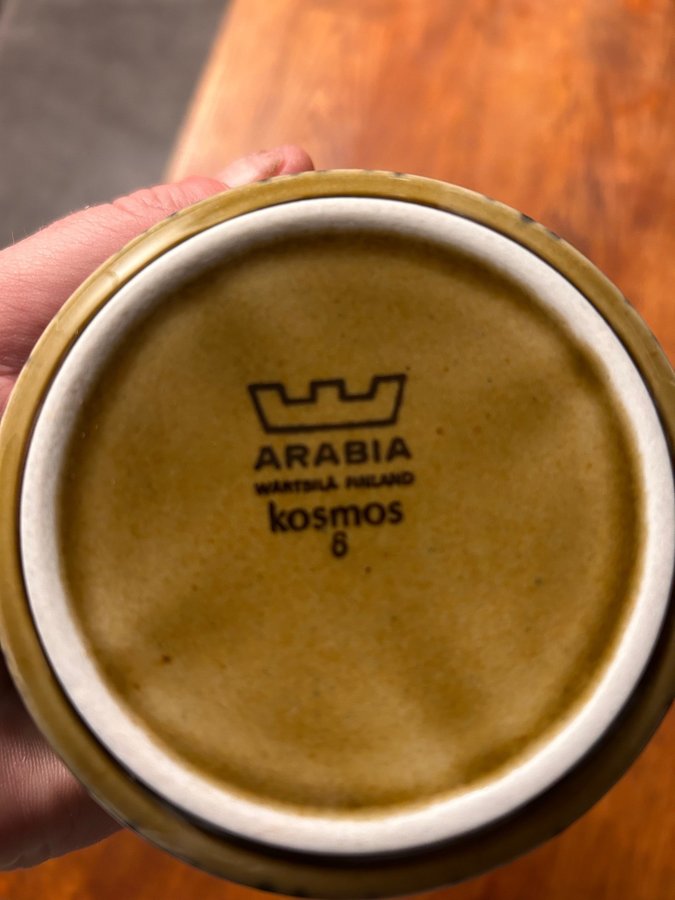 ARABIA
WÄRTSILÄ FINLAND
kosmos
6